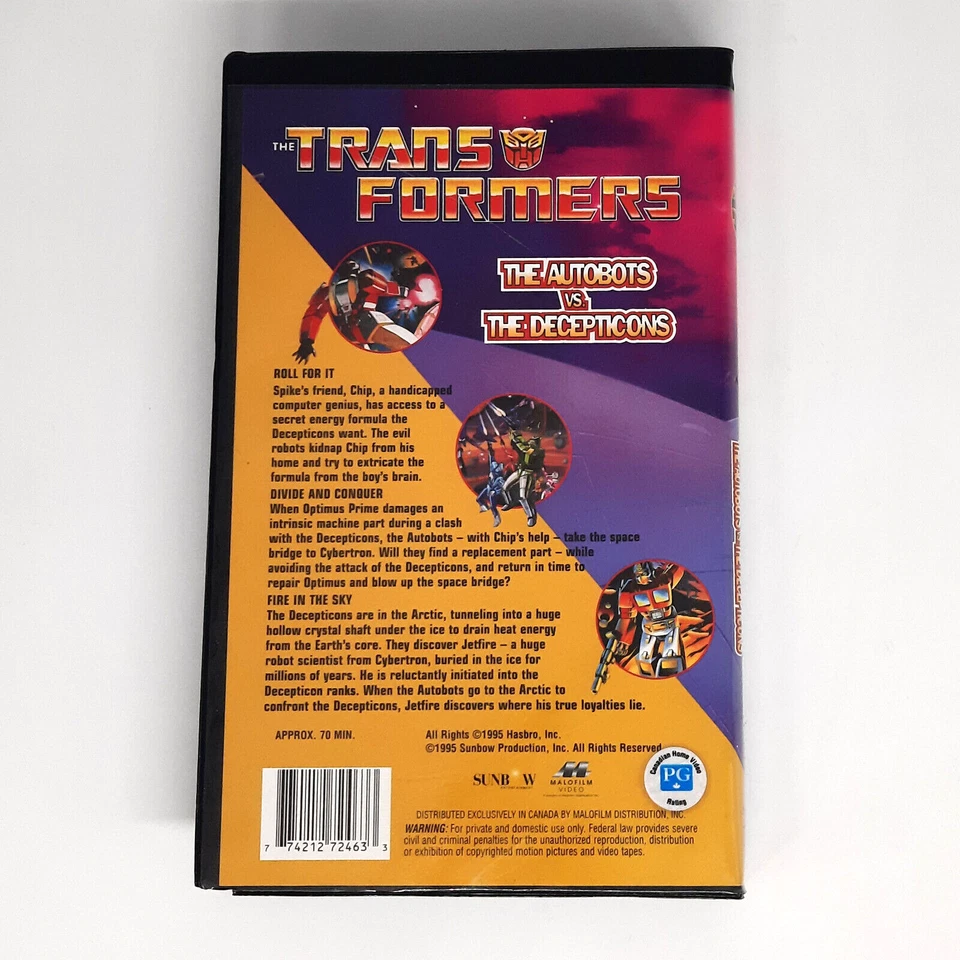 THE TRANS
FORMERS
THE AUTOBOTS
VS.
THE DECEPTICONS
ROLL FOR IT
Spike's friend, Chip, a handicapped
computer genius, has access to a
secret energy formula the
Decepticons want. The evil
robots kidnap Chip from his
home and try to extricate the
formula from the boy's brain.
DIVIDE AND CONQUER
When Optimus Prime damages an
intrinsic machine part during a clash
with the Decepticons, the Autobots – with Chip's help – take the space
bridge to Cybertron. Will they find a replacement part – while
avoiding the attack of the Decepticons, and return in time to
repair Optimus and blow up the space bridge?
FIRE IN THE SKY
The Decepticons are in the Arctic, tunneling into a huge
hollow crystal shaft under the ice to drain heat energy
from the Earth's core. They discover Jetfire – a huge
robot scientist from Cybertron, buried in the ice for
millions of years. He is reluctantly initiated into the
Decepticon ranks. When the Autobots go to the Arctic to
confront the Decepticons, Jetfire discovers where his true loyalties lie.
APPROX. 70 MIN.
All Rights ©1995 Hasbro, Inc.
©1995 Sunbow Production, Inc. All Rights Reserved
Canadian Home Video
PG
Rating
SUNBOW
MALOFILM
VIDEO
DISTRIBUTED EXCLUSIVELY IN CANADA BY MALOFILM DISTRIBUTION, INC.
WARNING: For private and domestic use only. Federal law provides severe
civil and criminal penalties for the unauthorized reproduction, distribution
or exhibition of copyrighted motion pictures and video tapes.
7 74212 72463 3